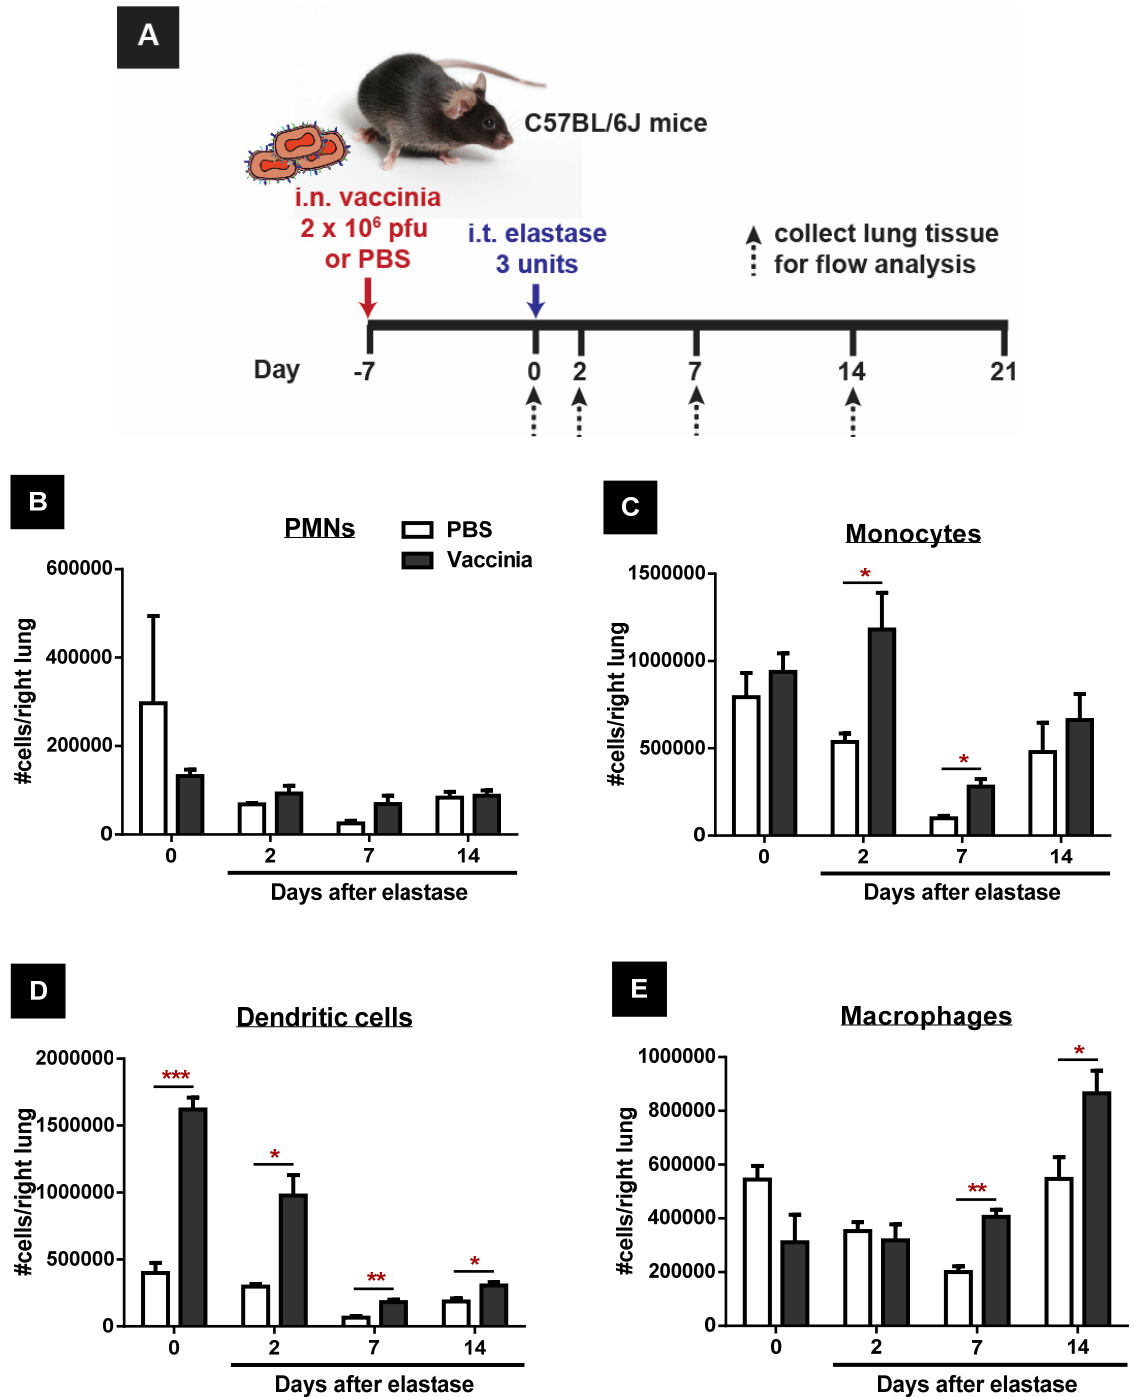 A
C57BL/6J mice
i.n. vaccinia
2 x 10⁶ pfu
or PBS
i.t. elastase
3 units
collect lung tissue
for flow analysis
Day
-7
0
2
7
14
21
B
PMNs
PBS
Vaccinia
#cells/right lung
600000
400000
200000
0
0
2
7
14
Days after elastase
C
Monocytes
#cells/right lung
1500000
1000000
500000
0
*
*
0
2
7
14
Days after elastase
D
Dendritic cells
#cells/right lung
2000000
1500000
1000000
500000
0
***
*
**
*
0
2
7
14
Days after elastase
E
Macrophages
#cells/right lung
1000000
800000
600000
400000
200000
0
**
*
0
2
7
14
Days after elastase